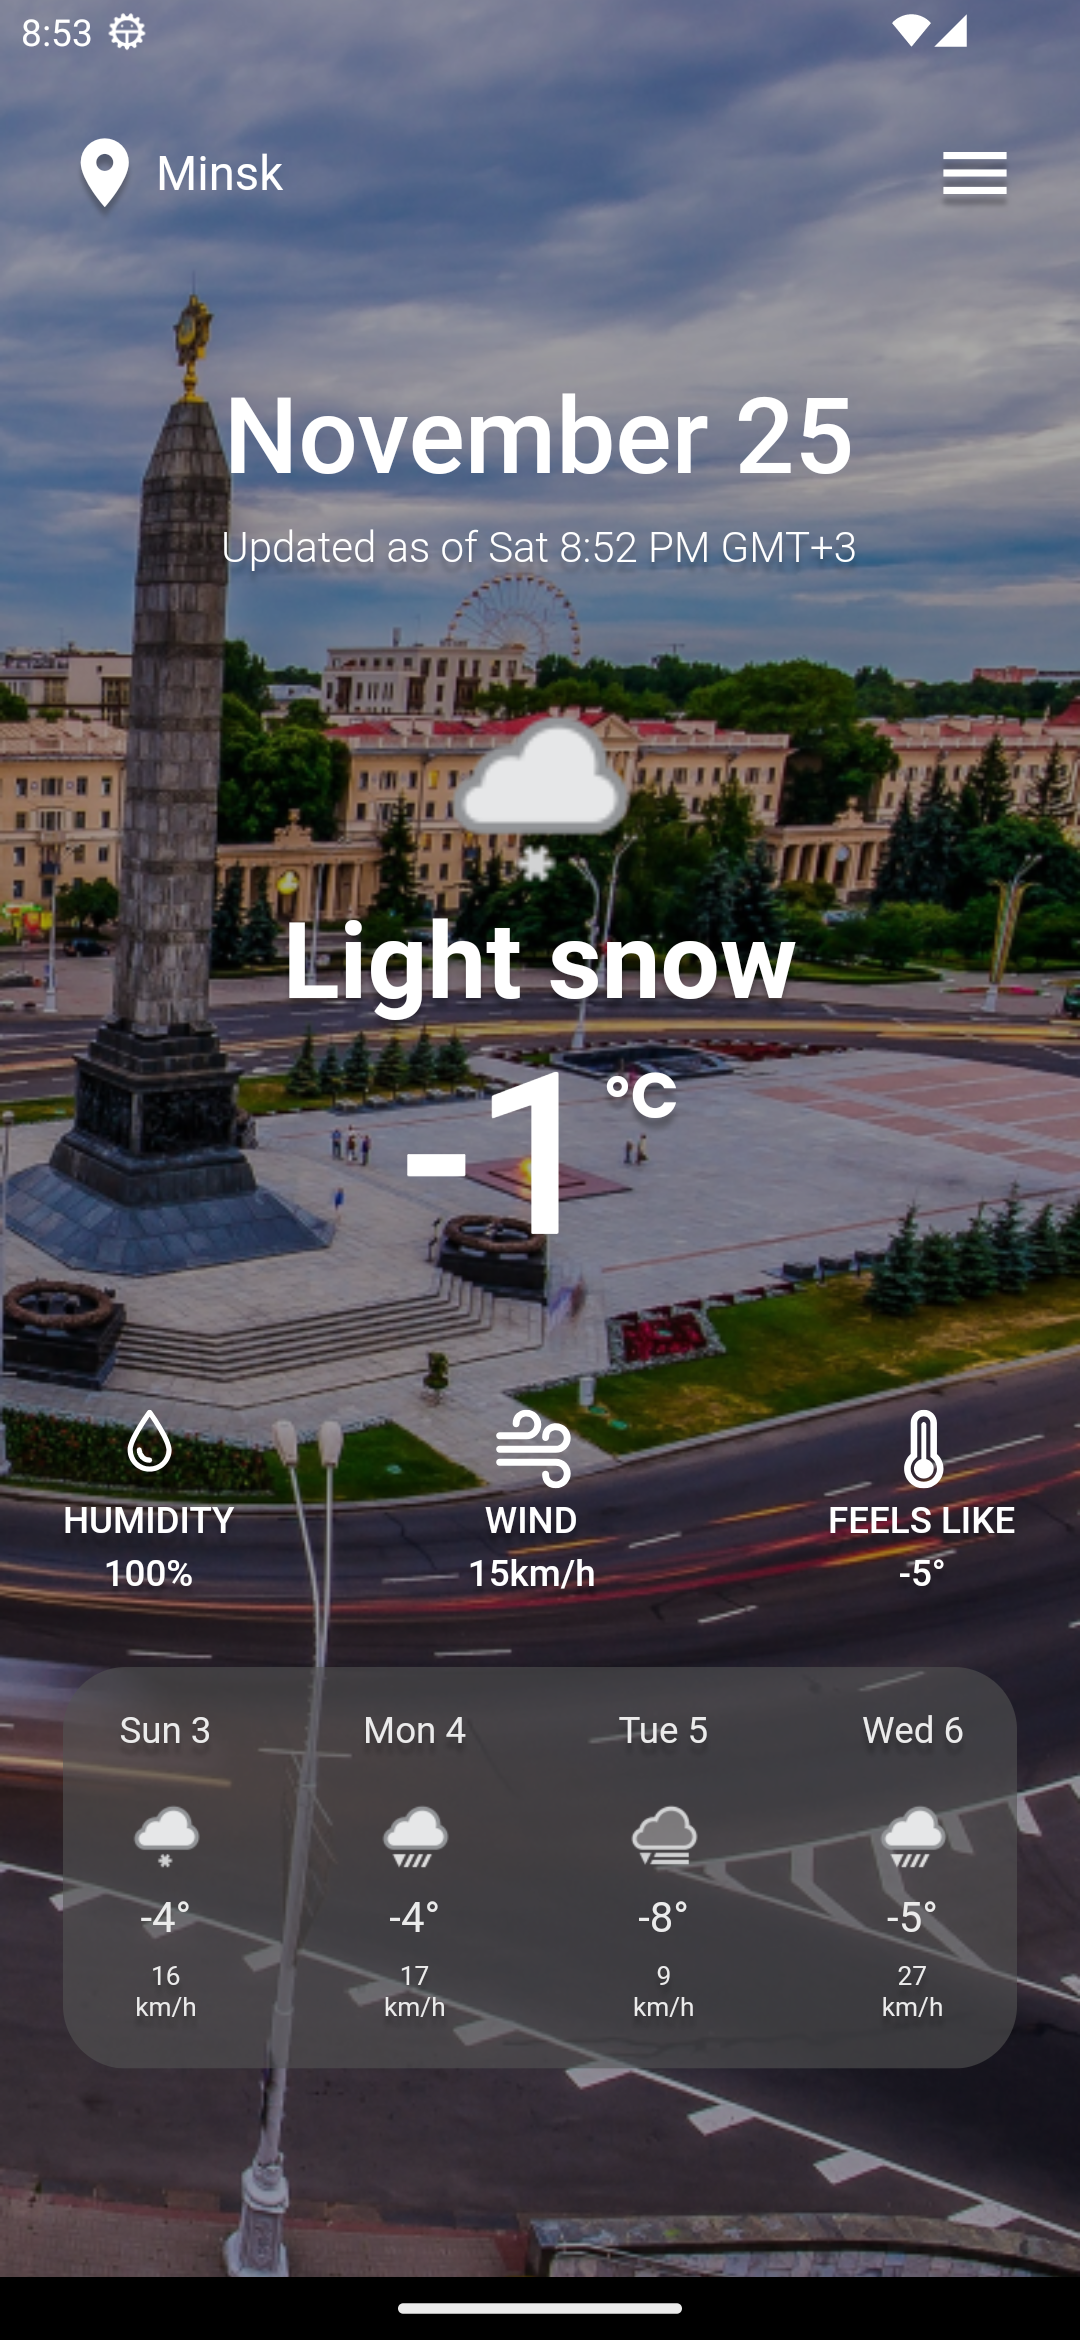 8:53
Minsk
November 25
Updated as of Sat 8:52 PM GMT+3
Light snow
-1 °C
HUMIDITY WIND FEELS LIKE
100% 15km/h -5°
Sun 3 Mon 4 Tue 5 Wed 6
-4° -4° -8° -5°
16 17 9 27
km/h km/h km/h km/h